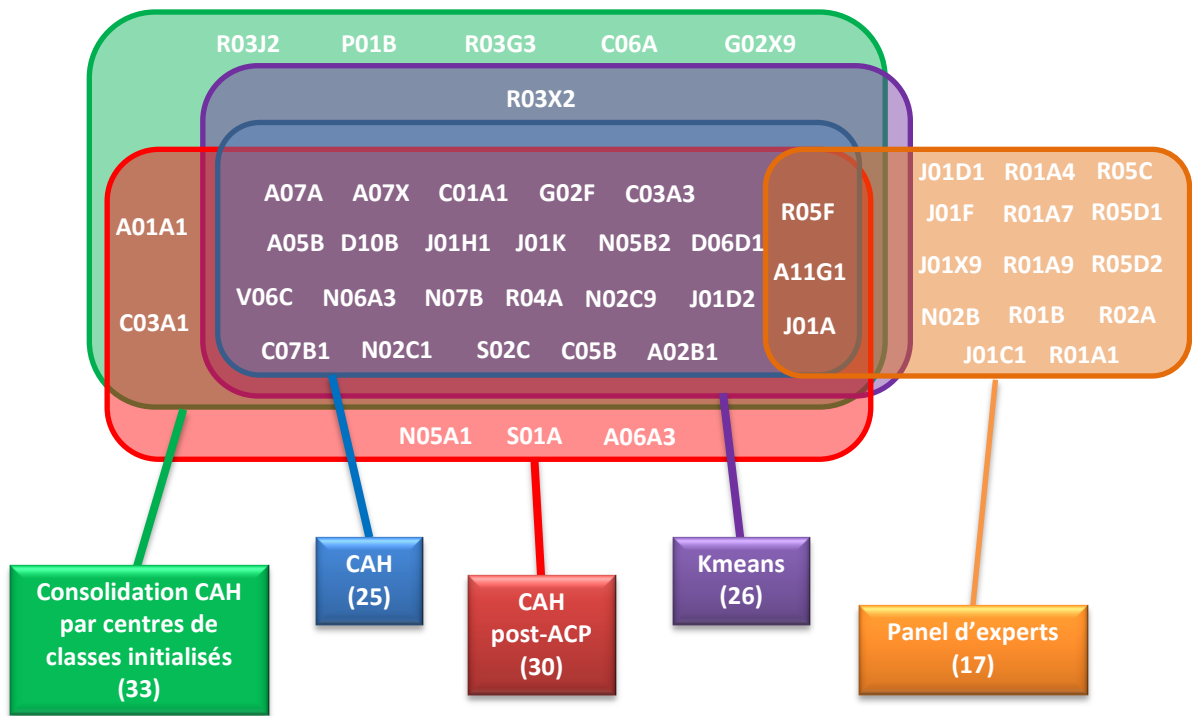 R03J2 P01B R03G3 C06A G02X9
R03X2
A07A A07X C01A1 G02F C03A3
A05B D10B J01H1 J01K N05B2 D06D1
V06C N06A3 N07B R04A N02C9 J01D2
C07B1 N02C1 S02C C05B A02B1
A01A1
C03A1
R05F
A11G1
J01A
J01D1 R01A4 R05C
J01F R01A7 R05D1
J01X9 R01A9 R05D2
N02B R01B R02A
J01C1 R01A1
N05A1 S01A A06A3
Consolidation CAH
par centres de
classes initialisés
(33)
CAH
(25)
CAH
post-ACP
(30)
Kmeans
(26)
Panel d’experts
(17)